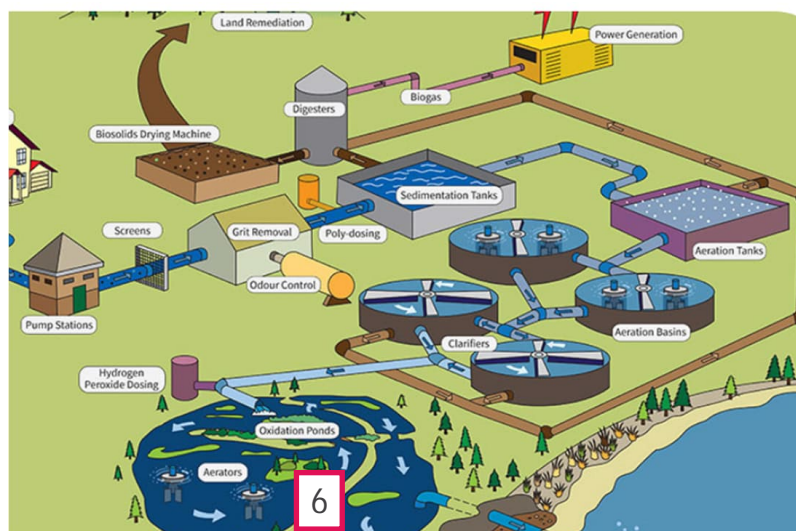 Land Remediation
Power Generation
Digesters
Biogas
Biosolids Drying Machine
Sedimentation Tanks
Screens
Grit Removal
Poly-dosing
Aeration Tanks
Odour Control
Pump Stations
Aeration Basins
Clarifiers
Hydrogen
Peroxide Dosing
Oxidation Ponds
Aerators
6